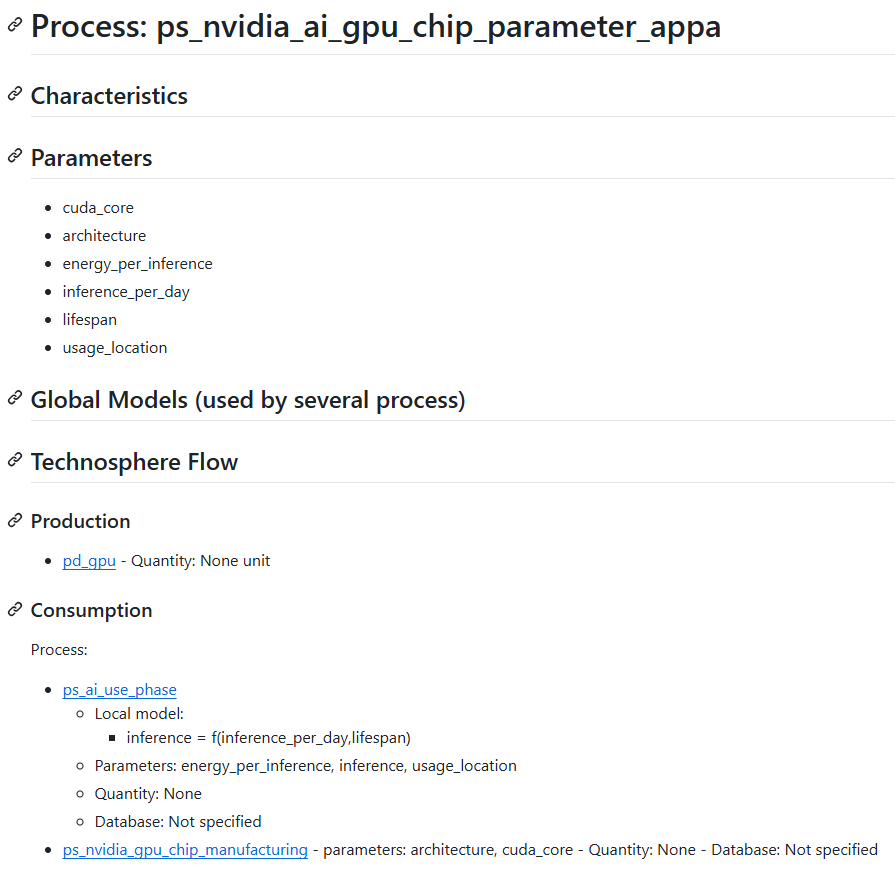 Process: ps_nvidia_ai_gpu_chip_parameter_appa
Characteristics
Parameters
cuda_core
architecture
energy_per_inference
inference_per_day
lifespan
usage_location
Global Models (used by several process)
Technosphere Flow
Production
pd_gpu - Quantity: None unit
Consumption
Process:
ps_ai_use_phase
Local model:
inference = f(inference_per_day,lifespan)
Parameters: energy_per_inference, inference, usage_location
Quantity: None
Database: Not specified
ps_nvidia_gpu_chip_manufacturing - parameters: architecture, cuda_core - Quantity: None - Database: Not specified